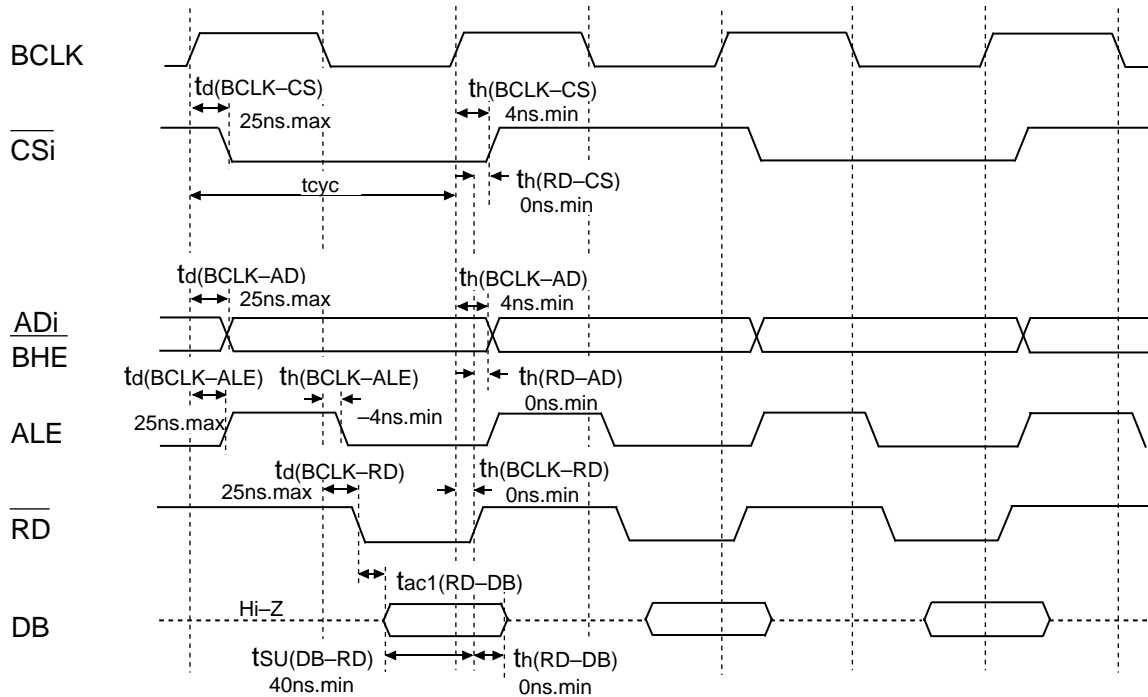 BCLK
td(BCLK–CS)
25ns.max
th(BCLK–CS)
4ns.min
CSi
tcyc
th(RD–CS)
0ns.min
td(BCLK–AD)
25ns.max
th(BCLK–AD)
4ns.min
ADi
BHE
td(BCLK–ALE)
25ns.max
th(BCLK–ALE)
–4ns.min
th(RD–AD)
0ns.min
ALE
td(BCLK–RD)
25ns.max
th(BCLK–RD)
0ns.min
RD
tac1(RD–DB)
Hi–Z
DB
tSU(DB–RD)
40ns.min
th(RD–DB)
0ns.min